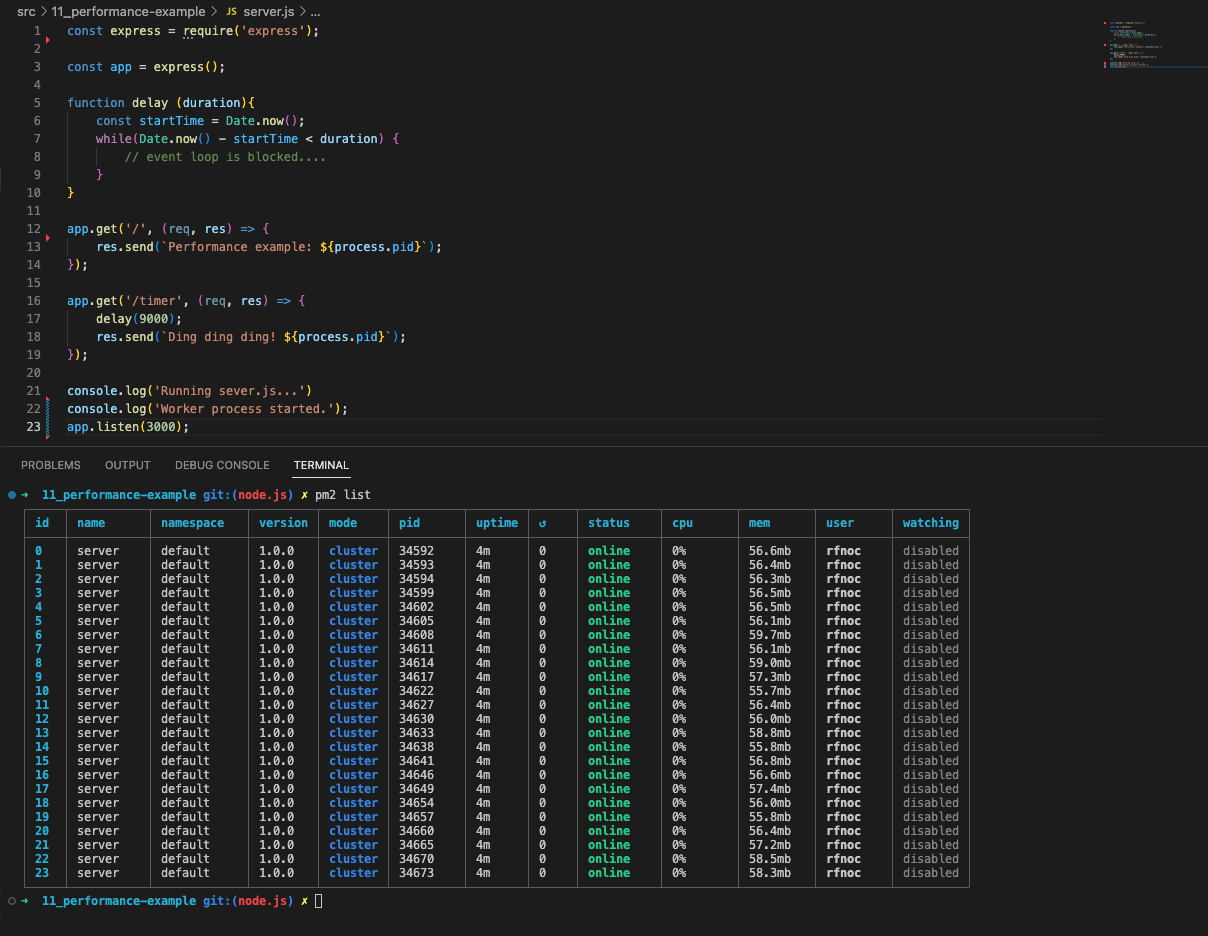 src > 11_performance-example > JS server.js > ...
1 const express = require('express');
2
3 const app = express();
4
5 function delay (duration){
6 const startTime = Date.now();
7 while(Date.now() - startTime < duration) {
8 // event loop is blocked....
9 }
10 }
11
12 app.get('/', (req, res) => {
13 res.send(`Performance example: ${process.pid}`);
14 });
15
16 app.get('/timer', (req, res) => {
17 delay(9000);
18 res.send(`Ding ding ding! ${process.pid}`);
19 });
20
21 console.log('Running sever.js...')
22 console.log('Worker process started.');
23 app.listen(3000);
PROBLEMS OUTPUT DEBUG CONSOLE TERMINAL
➜ 11_performance-example git:(node.js) ✗ pm2 list
id name namespace version mode pid uptime ↺ status cpu mem user watching
0 server default 1.0.0 cluster 34592 4m 0 online 0% 56.6mb rfnoc disabled
1 server default 1.0.0 cluster 34593 4m 0 online 0% 56.4mb rfnoc disabled
2 server default 1.0.0 cluster 34594 4m 0 online 0% 56.3mb rfnoc disabled
3 server default 1.0.0 cluster 34599 4m 0 online 0% 56.5mb rfnoc disabled
4 server default 1.0.0 cluster 34602 4m 0 online 0% 56.5mb rfnoc disabled
5 server default 1.0.0 cluster 34605 4m 0 online 0% 56.1mb rfnoc disabled
6 server default 1.0.0 cluster 34608 4m 0 online 0% 59.7mb rfnoc disabled
7 server default 1.0.0 cluster 34611 4m 0 online 0% 56.1mb rfnoc disabled
8 server default 1.0.0 cluster 34614 4m 0 online 0% 59.0mb rfnoc disabled
9 server default 1.0.0 cluster 34617 4m 0 online 0% 57.3mb rfnoc disabled
10 server default 1.0.0 cluster 34622 4m 0 online 0% 55.7mb rfnoc disabled
11 server default 1.0.0 cluster 34627 4m 0 online 0% 56.4mb rfnoc disabled
12 server default 1.0.0 cluster 34630 4m 0 online 0% 56.0mb rfnoc disabled
13 server default 1.0.0 cluster 34633 4m 0 online 0% 58.8mb rfnoc disabled
14 server default 1.0.0 cluster 34638 4m 0 online 0% 55.8mb rfnoc disabled
15 server default 1.0.0 cluster 34641 4m 0 online 0% 56.8mb rfnoc disabled
16 server default 1.0.0 cluster 34646 4m 0 online 0% 56.6mb rfnoc disabled
17 server default 1.0.0 cluster 34649 4m 0 online 0% 57.4mb rfnoc disabled
18 server default 1.0.0 cluster 34654 4m 0 online 0% 56.0mb rfnoc disabled
19 server default 1.0.0 cluster 34657 4m 0 online 0% 55.8mb rfnoc disabled
20 server default 1.0.0 cluster 34660 4m 0 online 0% 56.4mb rfnoc disabled
21 server default 1.0.0 cluster 34665 4m 0 online 0% 57.2mb rfnoc disabled
22 server default 1.0.0 cluster 34670 4m 0 online 0% 58.5mb rfnoc disabled
23 server default 1.0.0 cluster 34673 4m 0 online 0% 58.3mb rfnoc disabled
➜ 11_performance-example git:(node.js) ✗